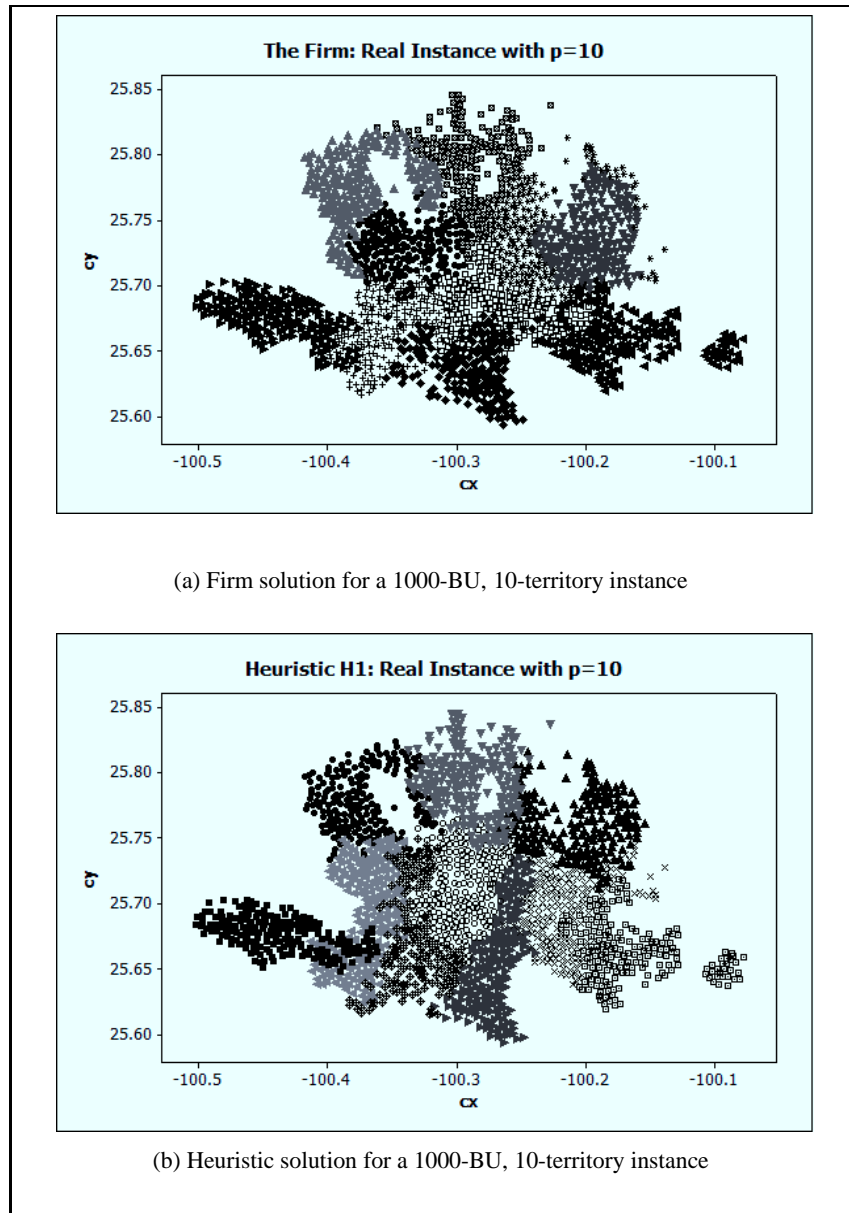 The Firm: Real Instance with p=10
25.85
25.80
25.75
25.70
25.65
25.60
cy
-100.5 -100.4 -100.3 -100.2 -100.1
cx
(a) Firm solution for a 1000-BU, 10-territory instance
Heuristic H1: Real Instance with p=10
25.85
25.80
25.75
25.70
25.65
25.60
cy
-100.5 -100.4 -100.3 -100.2 -100.1
cx
(b) Heuristic solution for a 1000-BU, 10-territory instance